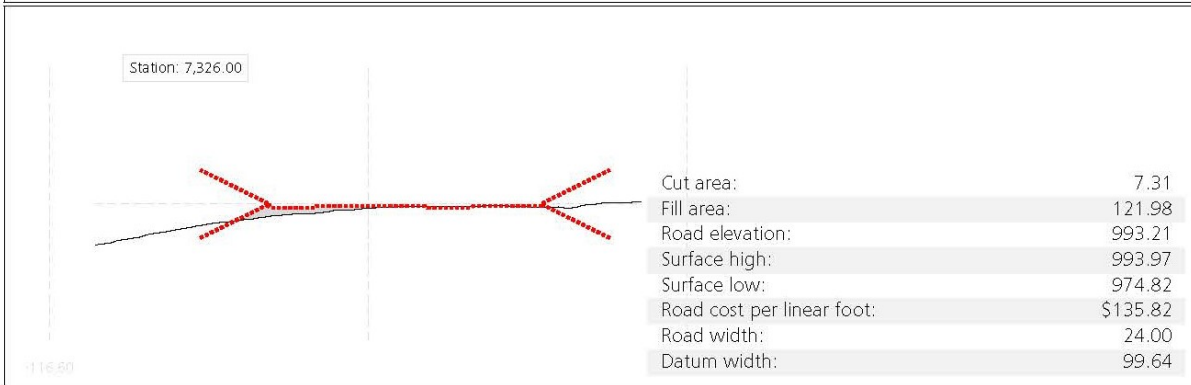 Station: 7,326.00
Cut area: 7.31
Fill area: 121.98
Road elevation: 993.21
Surface high: 993.97
Surface low: 974.82
Road cost per linear foot: $135.82
Road width: 24.00
Datum width: 99.64
-116.60